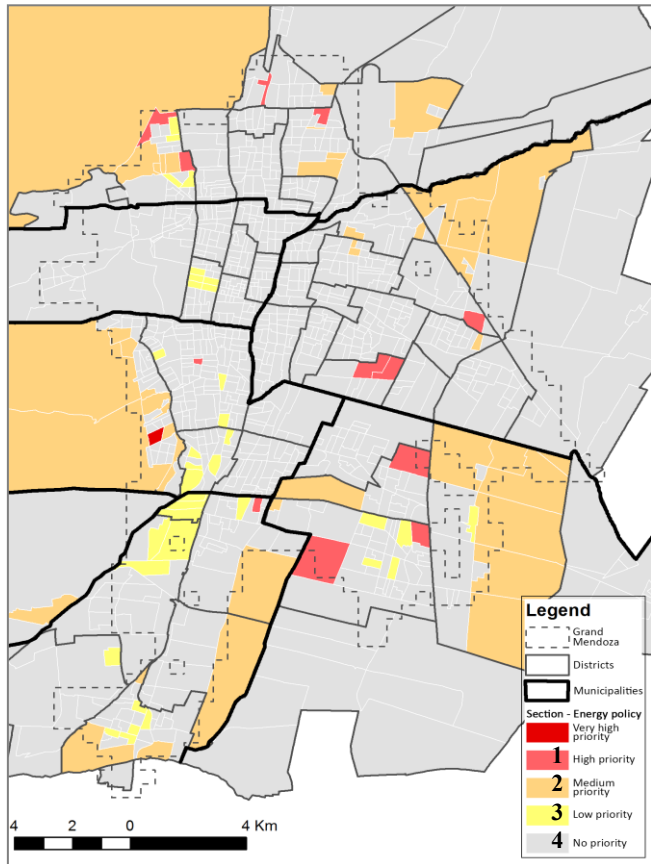 Legend
Grand
Mendoza
Districts
Municipalities
Section - Energy policy
Very high
priority
1 High priority
2 Medium
priority
3 Low priority
4 No priority
4 2 0 4 Km